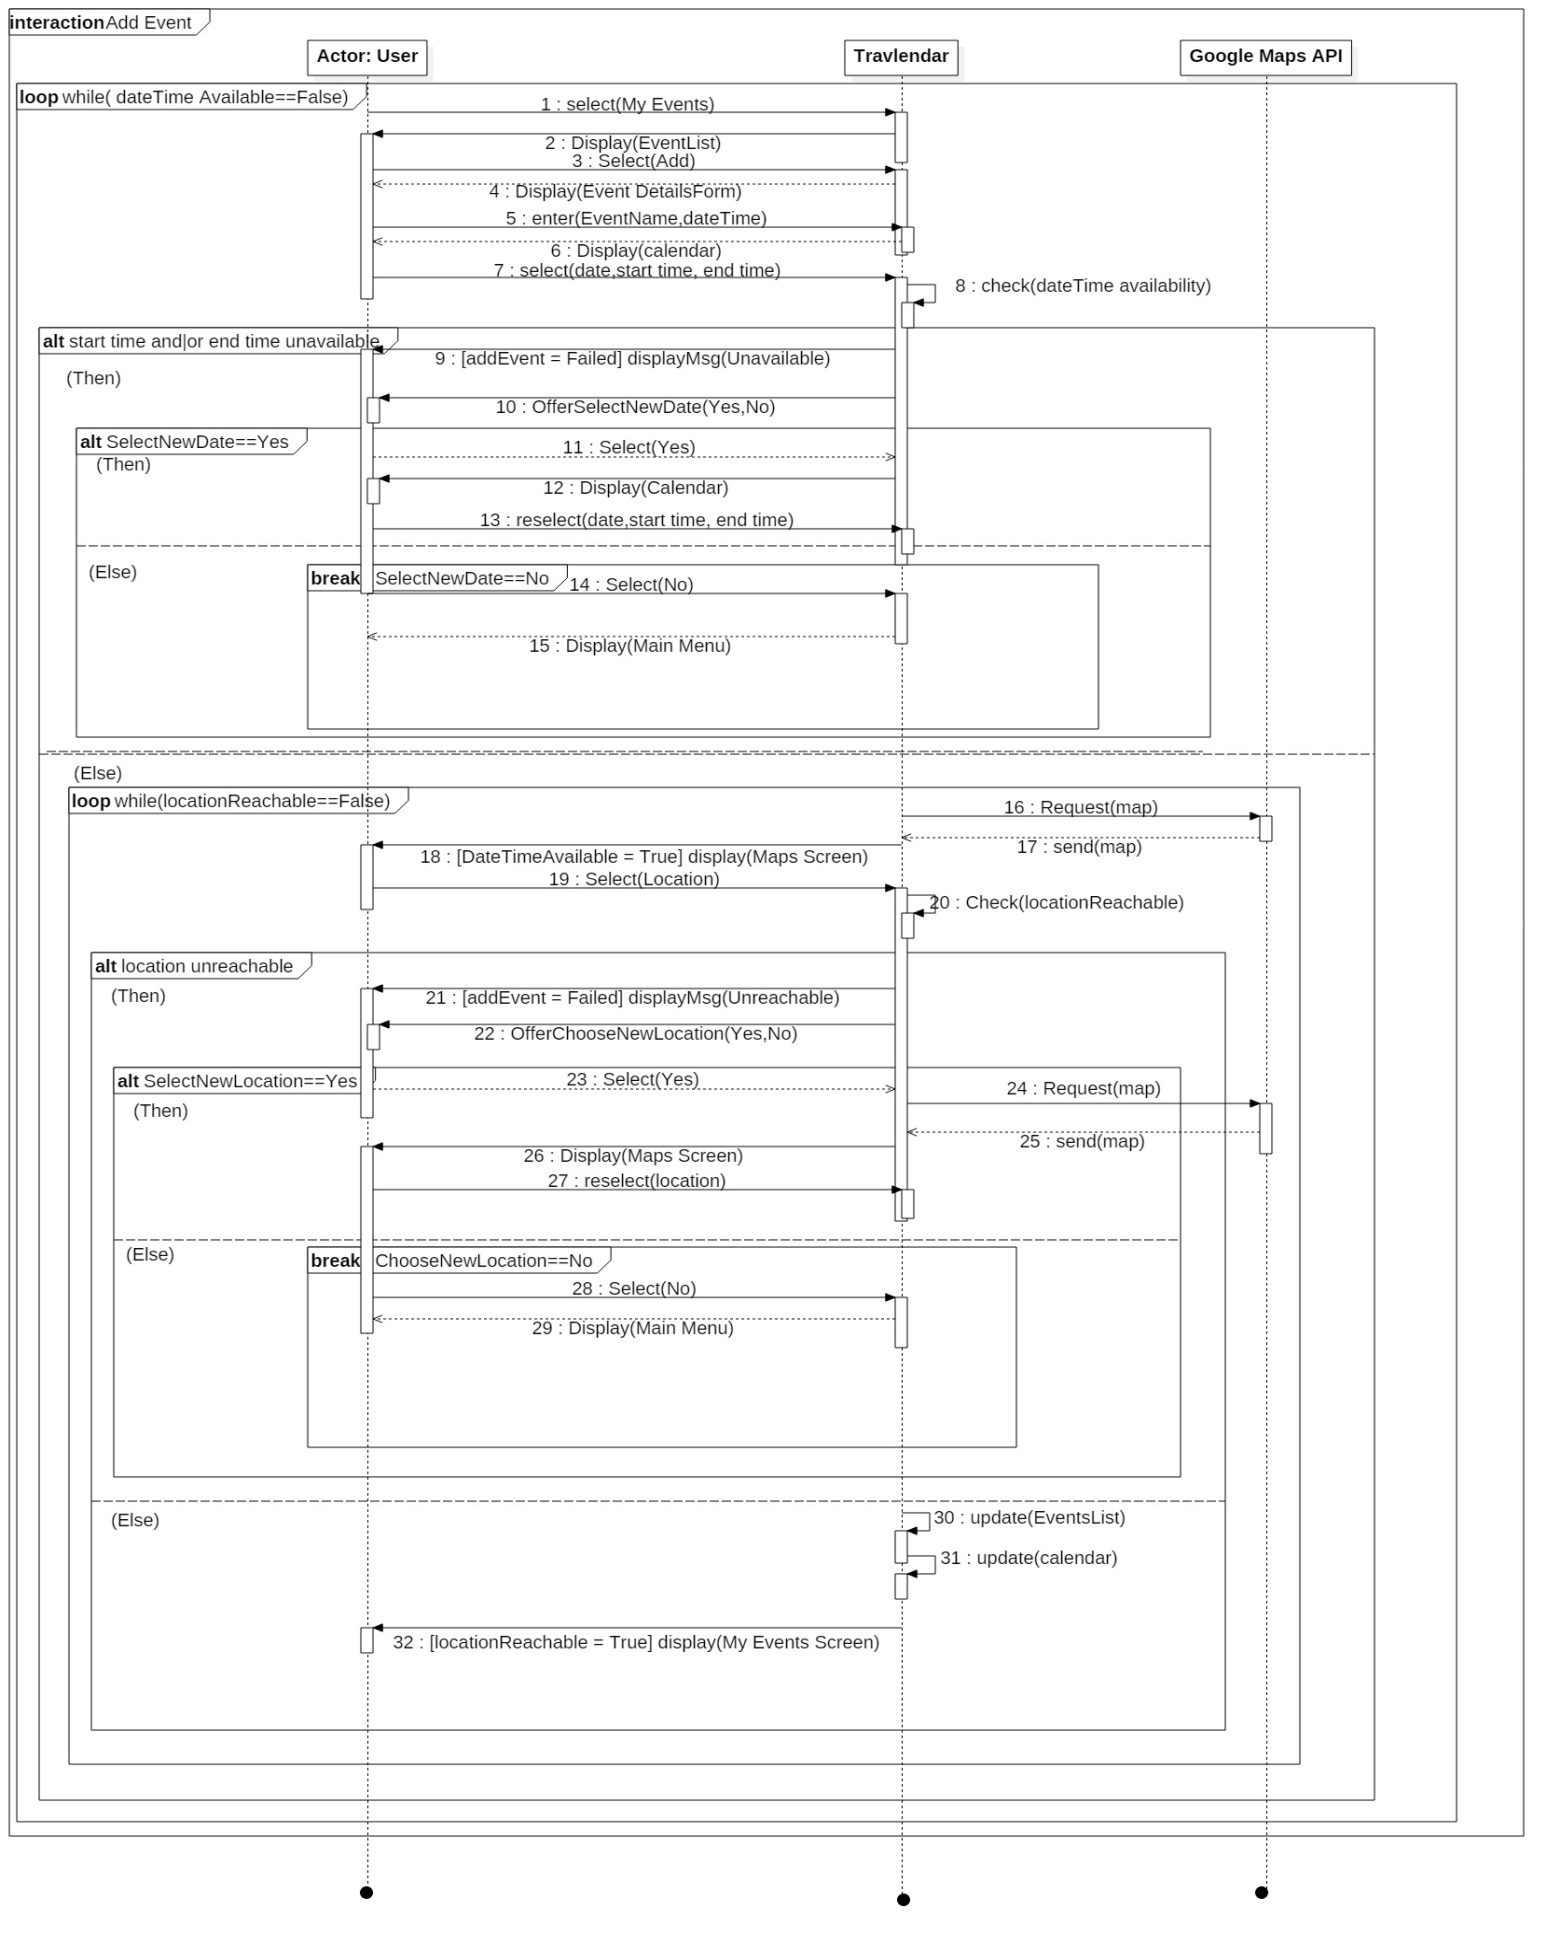 interaction Add Event
Actor: User
Travlendar
Google Maps API
loop while( dateTime Available==False)
1 : select(My Events)
2 : Display(EventList)
3 : Select(Add)
4 : Display(Event DetailsForm)
5 : enter(EventName,dateTime)
6 : Display(calendar)
7 : select(date,start time, end time)
8 : check(dateTime availability)
alt start time and|or end time unavailable
9 : [addEvent = Failed] displayMsg(Unavailable)
(Then)
10 : OfferSelectNewDate(Yes,No)
alt SelectNewDate==Yes
11 : Select(Yes)
(Then)
12 : Display(Calendar)
13 : reselect(date,start time, end time)
(Else)
break SelectNewDate==No
14 : Select(No)
15 : Display(Main Menu)
(Else)
loop while(locationReachable==False)
16 : Request(map)
17 : send(map)
18 : [DateTimeAvailable = True] display(Maps Screen)
19 : Select(Location)
20 : Check(locationReachable)
alt location unreachable
(Then)
21 : [addEvent = Failed] displayMsg(Unreachable)
22 : OfferChooseNewLocation(Yes,No)
alt SelectNewLocation==Yes
23 : Select(Yes)
24 : Request(map)
(Then)
25 : send(map)
26 : Display(Maps Screen)
27 : reselect(location)
(Else)
break ChooseNewLocation==No
28 : Select(No)
29 : Display(Main Menu)
(Else)
30 : update(EventsList)
31 : update(calendar)
32 : [locationReachable = True] display(My Events Screen)